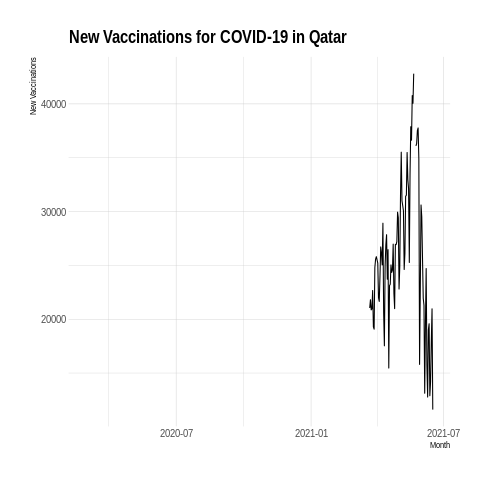 New Vaccinations for COVID-19 in Qatar
New Vaccinations
40000
30000
20000
2020-07
2021-01
2021-07
Month